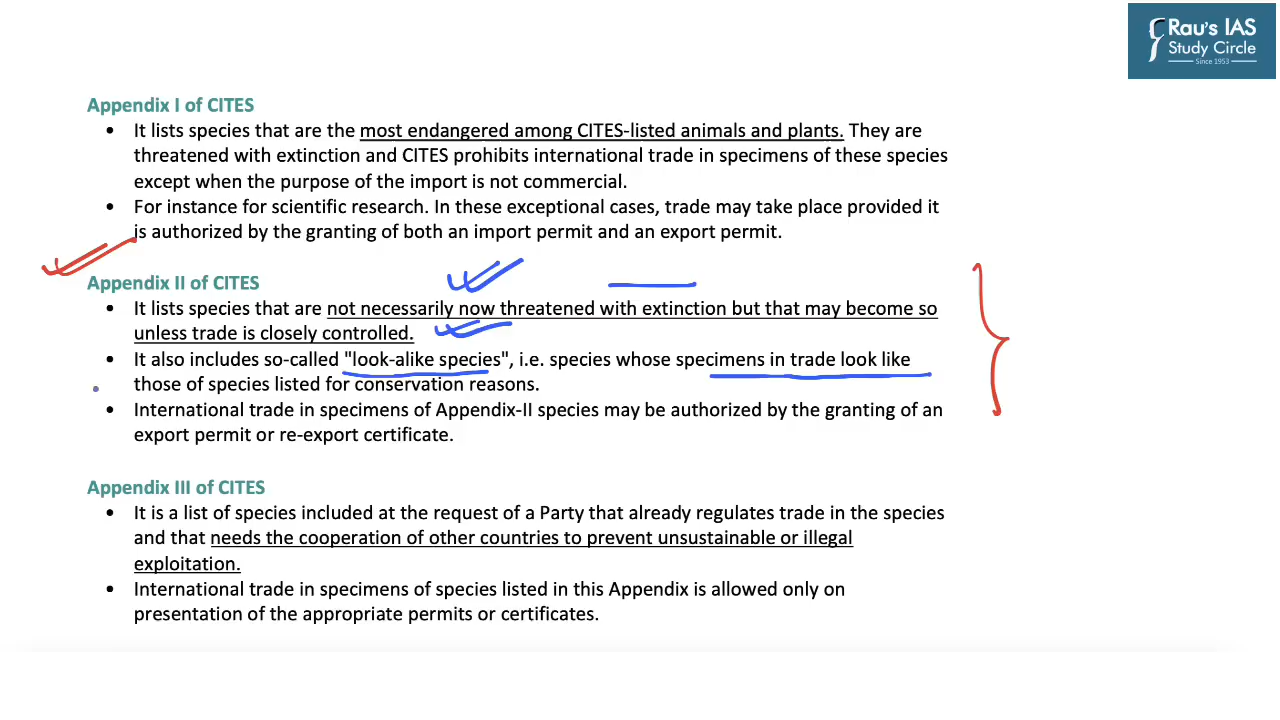 Rau's IAS
Study Circle
Since 1953
Appendix I of CITES
• It lists species that are the most endangered among CITES-listed animals and plants. They are
threatened with extinction and CITES prohibits international trade in specimens of these species
except when the purpose of the import is not commercial.
• For instance for scientific research. In these exceptional cases, trade may take place provided it
is authorized by the granting of both an import permit and an export permit.
Appendix II of CITES
• It lists species that are not necessarily now threatened with extinction but that may become so
unless trade is closely controlled.
• It also includes so-called "look-alike species", i.e. species whose specimens in trade look like
those of species listed for conservation reasons.
• International trade in specimens of Appendix-II species may be authorized by the granting of an
export permit or re-export certificate.
Appendix III of CITES
• It is a list of species included at the request of a Party that already regulates trade in the species
and that needs the cooperation of other countries to prevent unsustainable or illegal
exploitation.
• International trade in specimens of species listed in this Appendix is allowed only on
presentation of the appropriate permits or certificates.